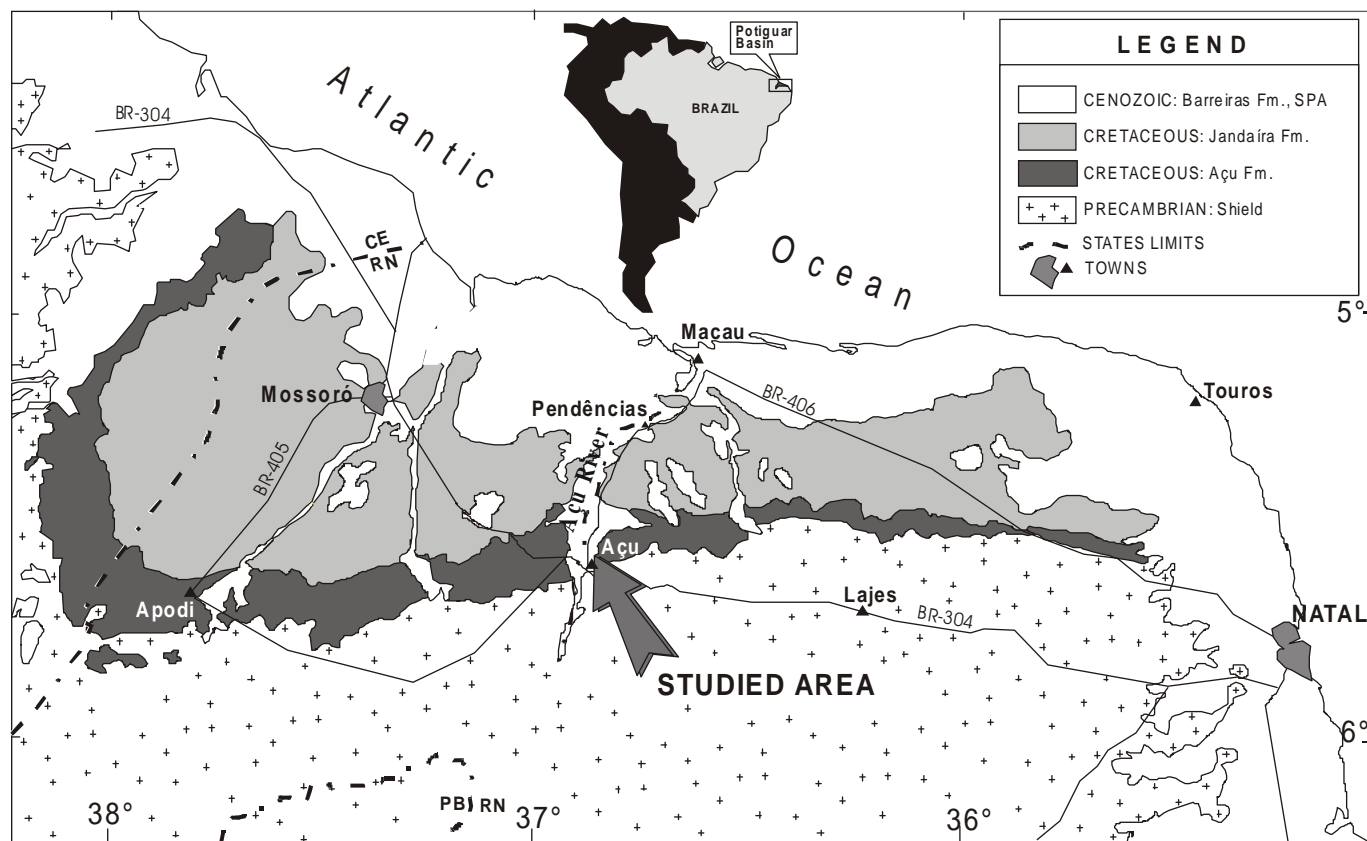 Potiguar
Basin
BRAZIL
Atlantic
Ocean
LEGEND
CENOZOIC: Barreiras Fm., SPA
CRETACEOUS: Jandaíra Fm.
CRETACEOUS: Açu Fm.
PRECAMBRIAN: Shield
STATES LIMITS
TOWNS
BR-304
CE
RN
5°
Macau
Mossoró
Touros
BR-406
Pendências
BR-405
Açu River
Açu
Apodi
Lajes
BR-304
NATAL
STUDIED AREA
6°
PB RN
38°
37°
36°